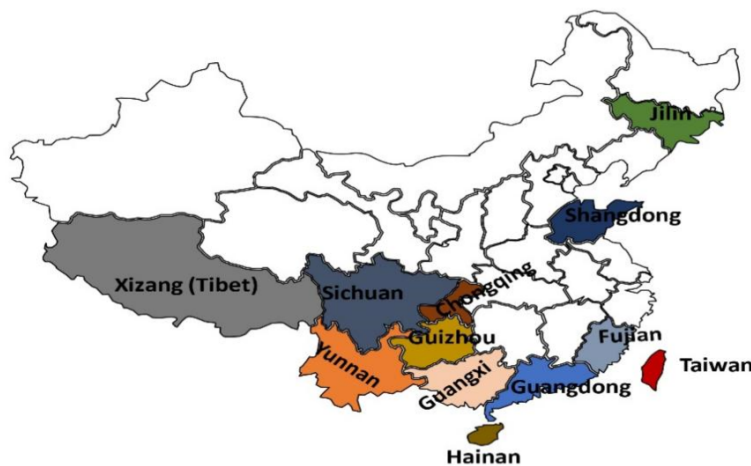 Jilin
Shangdong
Xizang (Tibet)
Sichuan
Chongqing
Guizhou
Fujian
Yunnan
Guangxi
Guangdong
Taiwan
Hainan